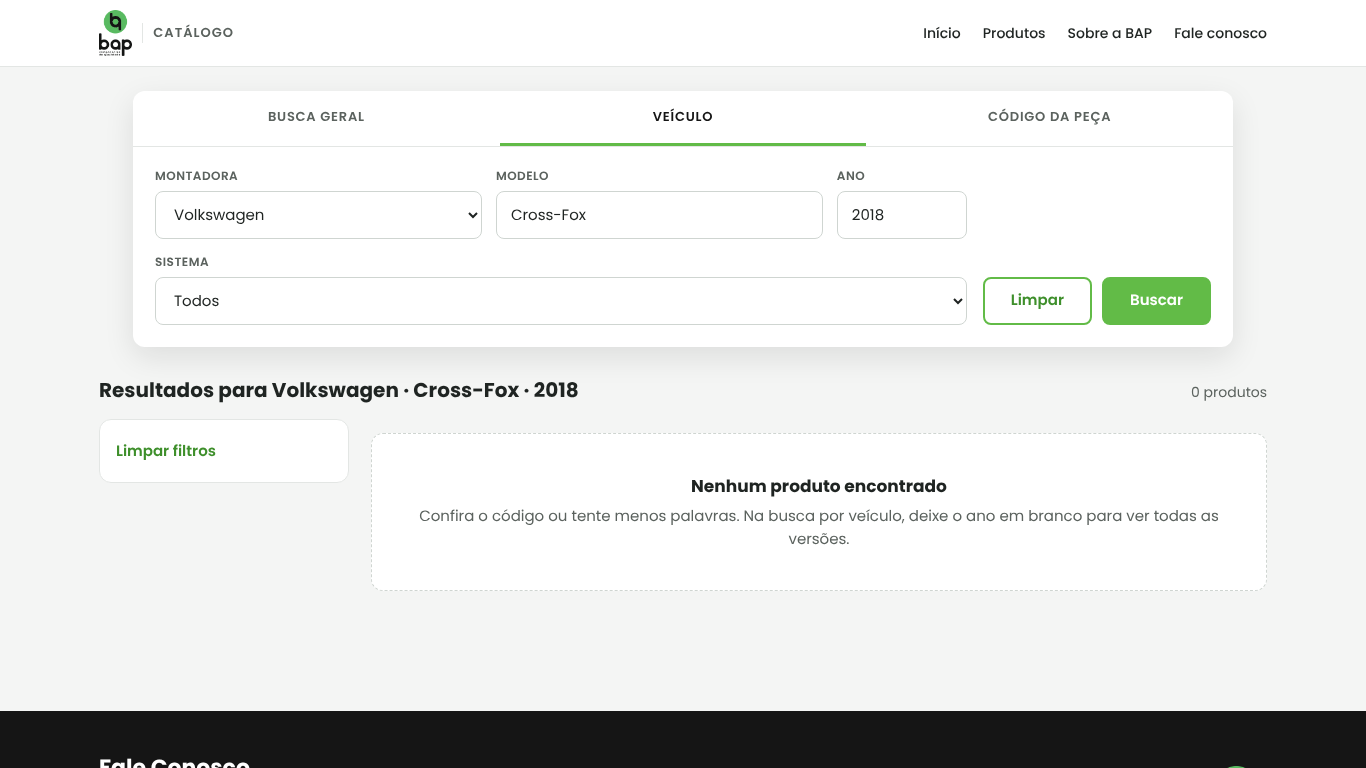 bap
CATÁLOGO
Início
Produtos
Sobre a BAP
Fale conosco
BUSCA GERAL
VEÍCULO
CÓDIGO DA PEÇA
MONTADORA
MODELO
ANO
Volkswagen
Cross-Fox
2018
SISTEMA
Todos
Limpar
Buscar
Resultados para Volkswagen · Cross-Fox · 2018
0 produtos
Limpar filtros
Nenhum produto encontrado
Confira o código ou tente menos palavras. Na busca por veículo, deixe o ano em branco para ver todas as
versões.
Fale Conosco